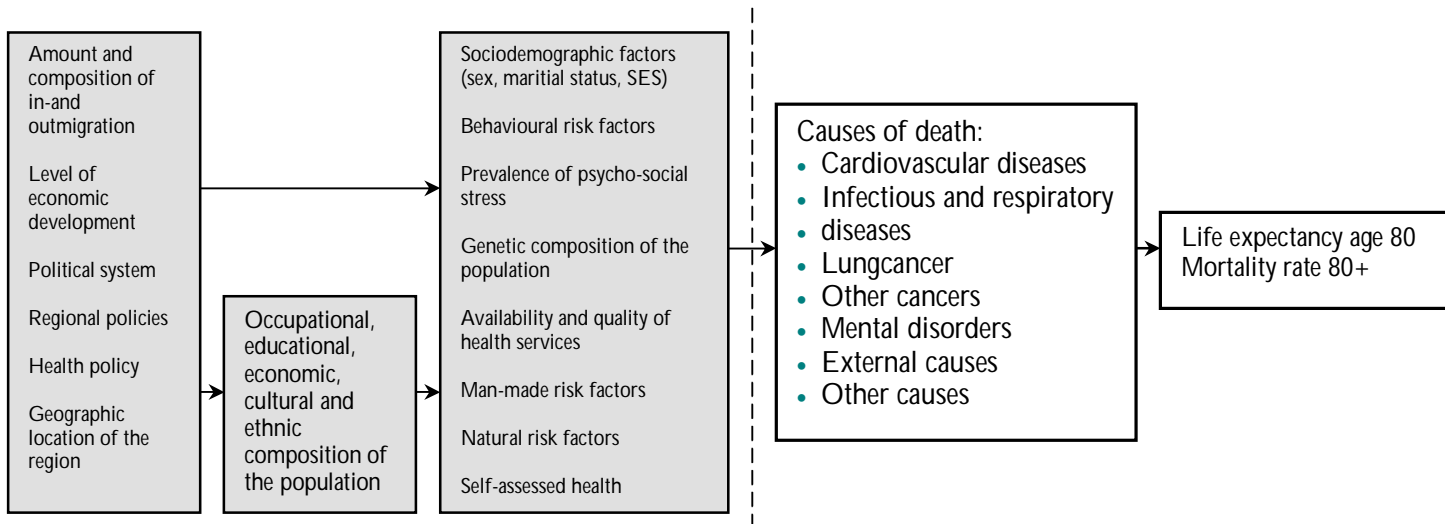 Amount and
composition of
in-and
outmigration
Level of
economic
development
Political system
Regional policies
Health policy
Geographic
location of the
region
Occupational,
educational,
economic,
cultural and
ethnic
composition of
the population
Sociodemographic factors
(sex, maritial status, SES)
Behavioural risk factors
Prevalence of psycho-social
stress
Genetic composition of the
population
Availability and quality of
health services
Man-made risk factors
Natural risk factors
Self-assessed health
Causes of death:
• Cardiovascular diseases
• Infectious and respiratory
• diseases
• Lungcancer
• Other cancers
• Mental disorders
• External causes
• Other causes
Life expectancy age 80
Mortality rate 80+